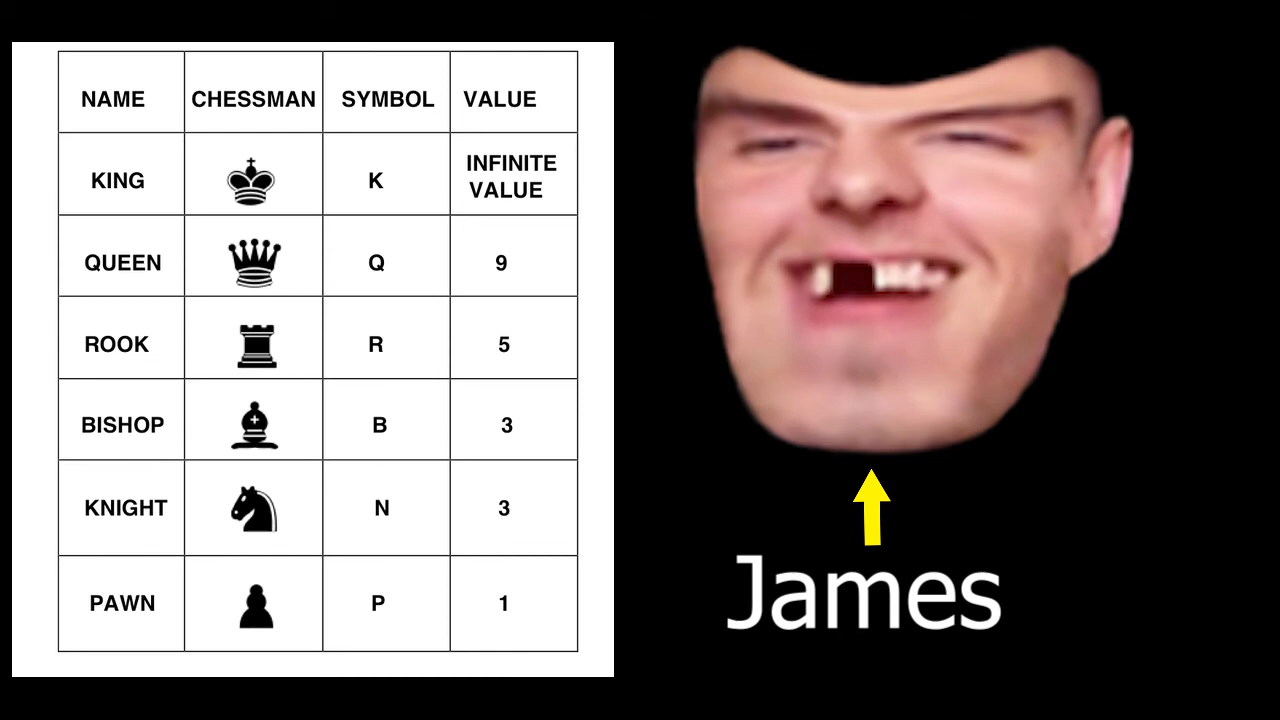 NAME CHESSMAN SYMBOL VALUE
KING K INFINITE VALUE
QUEEN Q 9
ROOK R 5
BISHOP B 3
KNIGHT N 3
PAWN P 1
James